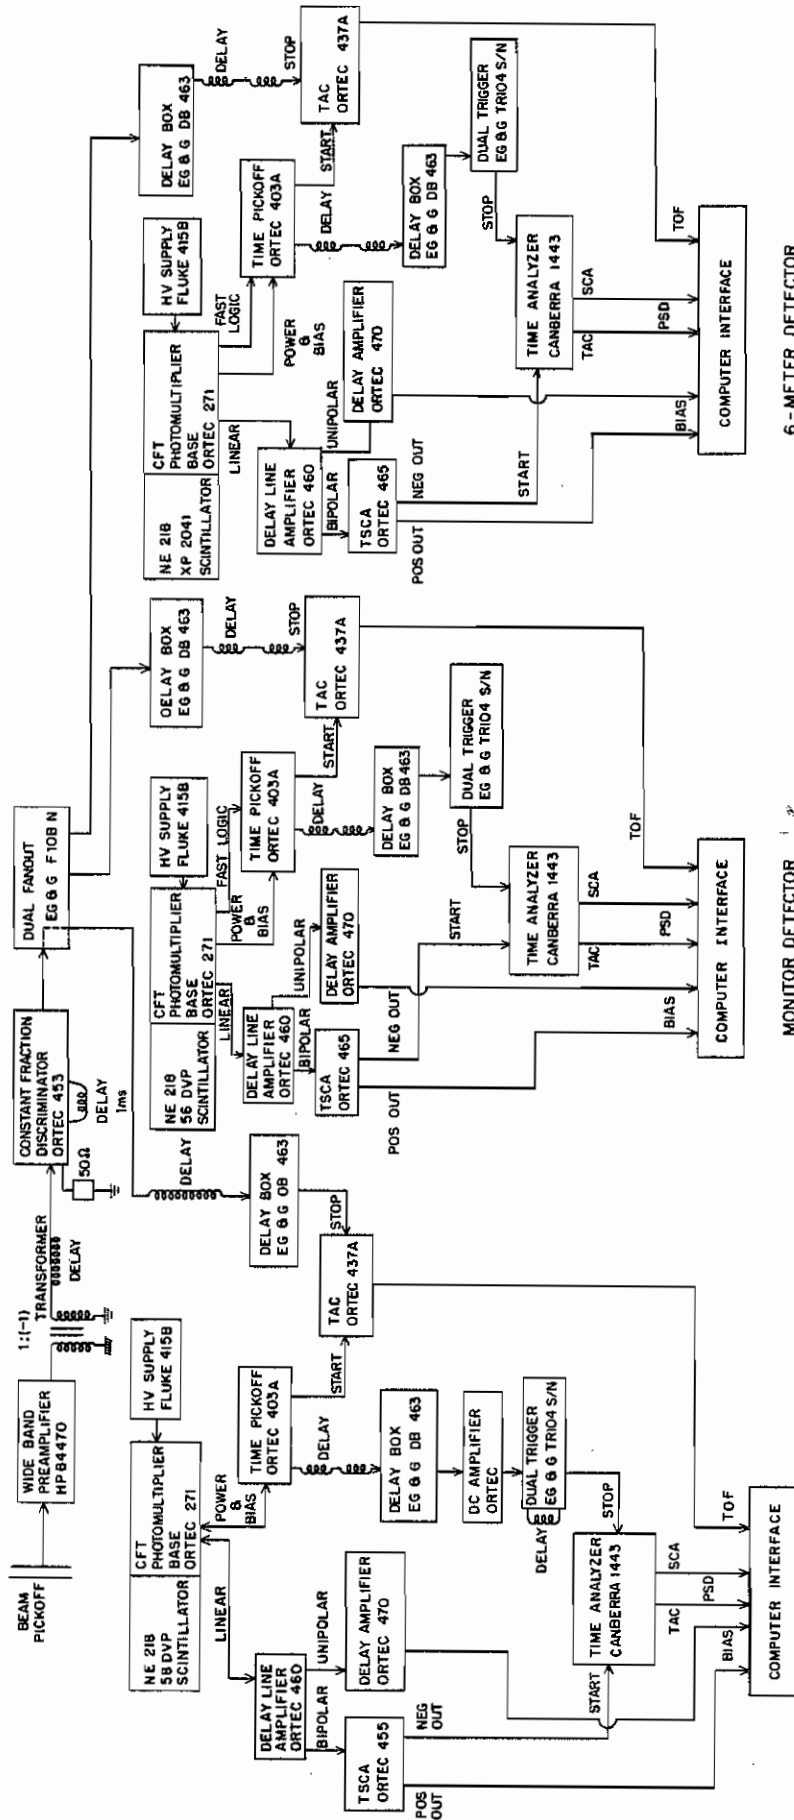 BEAM
PICKOFF
WIDE BAND
PREAMPLIFIER
HP84470
1:(-1)
TRANSFORMER
DELAY
50Ω
CONSTANT FRACTION
DISCRIMINATOR
ORTEC 453
DELAY
1ms
DUAL FANOUT
EG & G F10B N
NE 218
58 DVP
SCINTILLATOR
CFT
PHOTOMULTIPLIER
BASE
ORTEC 271
HV SUPPLY
FLUKE 415B
LINEAR
POWER
&
BIAS
TIME PICKOFF
ORTEC 403A
DELAY
DELAY BOX
EG & G DB 463
STOP
START
TAC
ORTEC 437A
DELAY LINE
AMPLIFIER
ORTEC 460
BIPOLAR
UNIPOLAR
DELAY AMPLIFIER
ORTEC 470
TSCA
ORTEC 455
POS
OUT
NEG
OUT
DELAY
DELAY BOX
EG & G DB 463
DC AMPLIFIER
ORTEC
DUAL TRIGGER
EG & G TR104 S/N
DELAY
STOP
START
TIME ANALYZER
CANBERRA 1443
SCA
TAC
PSD
BIAS
TOF
COMPUTER INTERFACE
NE 218
56 DVP
SCINTILLATOR
CFT
PHOTOMULTIPLIER
BASE
ORTEC 271
HV SUPPLY
FLUKE 415B
LINEAR
FAST LOGIC
POWER
&
BIAS
TIME PICKOFF
ORTEC 403A
DELAY BOX
EG & G DB 463
DELAY
STOP
START
TAC
ORTEC 437A
DELAY LINE
AMPLIFIER
ORTEC 460
BIPOLAR
UNIPOLAR
DELAY AMPLIFIER
ORTEC 470
TSCA
ORTEC 465
POS OUT
NEG OUT
DELAY
DELAY BOX
EG & G DB463
DUAL TRIGGER
EG & G TR104 S/N
STOP
START
TIME ANALYZER
CANBERRA 1443
SCA
TAC
PSD
BIAS
TOF
COMPUTER INTERFACE
MONITOR DETECTOR
NE 218
XP 2041
SCINTILLATOR
CFT
PHOTOMULTIPLIER
BASE
ORTEC 271
HV SUPPLY
FLUKE 415B
LINEAR
FAST
LOGIC
POWER
&
BIAS
TIME PICKOFF
ORTEC 403A
DELAY BOX
EG & G DB 463
DELAY
STOP
START
TAC
ORTEC 437A
DELAY LINE
AMPLIFIER
ORTEC 460
BIPOLAR
UNIPOLAR
DELAY AMPLIFIER
ORTEC 470
TSCA
ORTEC 465
POS OUT
NEG OUT
DELAY
DELAY BOX
EG & G DB463
DUAL TRIGGER
EG & G TR104 S/N
STOP
START
TIME ANALYZER
CANBERRA 1443
SCA
TAC
PSD
BIAS
TOF
COMPUTER INTERFACE
6-METER DETECTOR